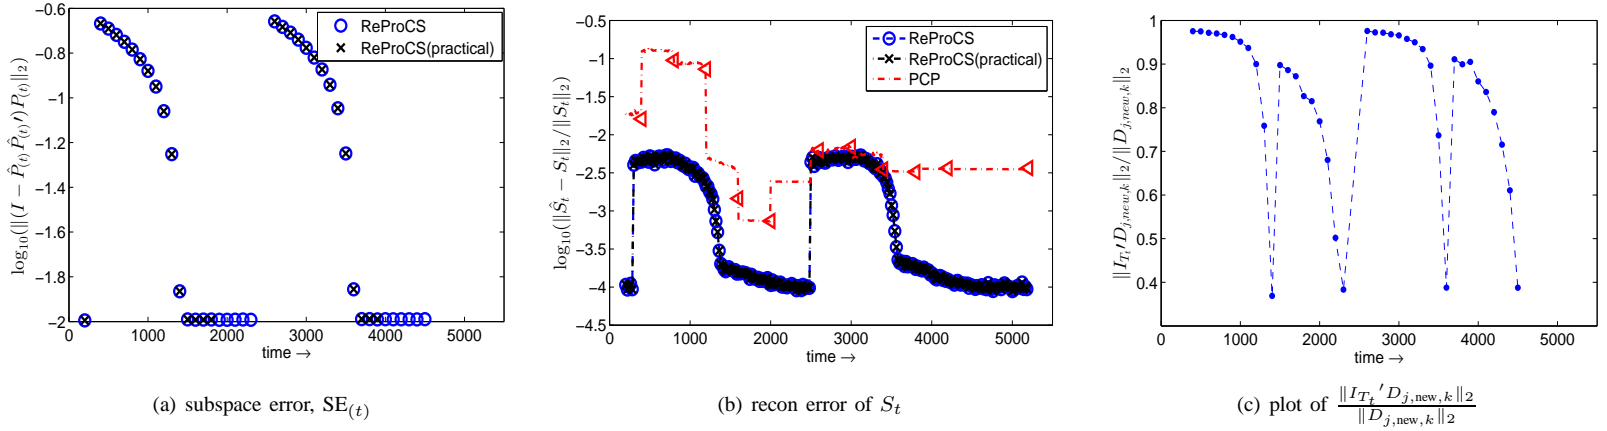 −0.6
−0.8
−1
−1.2
−1.4
−1.6
−1.8
−2
0 1000 2000 3000 4000 5000
time →
log10(||(I − P̂(t)P̂(t)′)P(t)||2)
ReProCS
ReProCS(practical)
(a) subspace error, SE(t)
−0.5
−1
−1.5
−2
−2.5
−3
−3.5
−4
−4.5
0 1000 2000 3000 4000 5000
time →
log10(||Ŝt − St||2/||St||2)
ReProCS
ReProCS(practical)
PCP
(b) recon error of St
1
0.9
0.8
0.7
0.6
0.5
0.4
0 1000 2000 3000 4000 5000
time →
||ITt′Dj,new,k||2/||Dj,new,k||2
(c) plot of ||ITt′Dj,new,k||2 / ||Dj,new,k||2